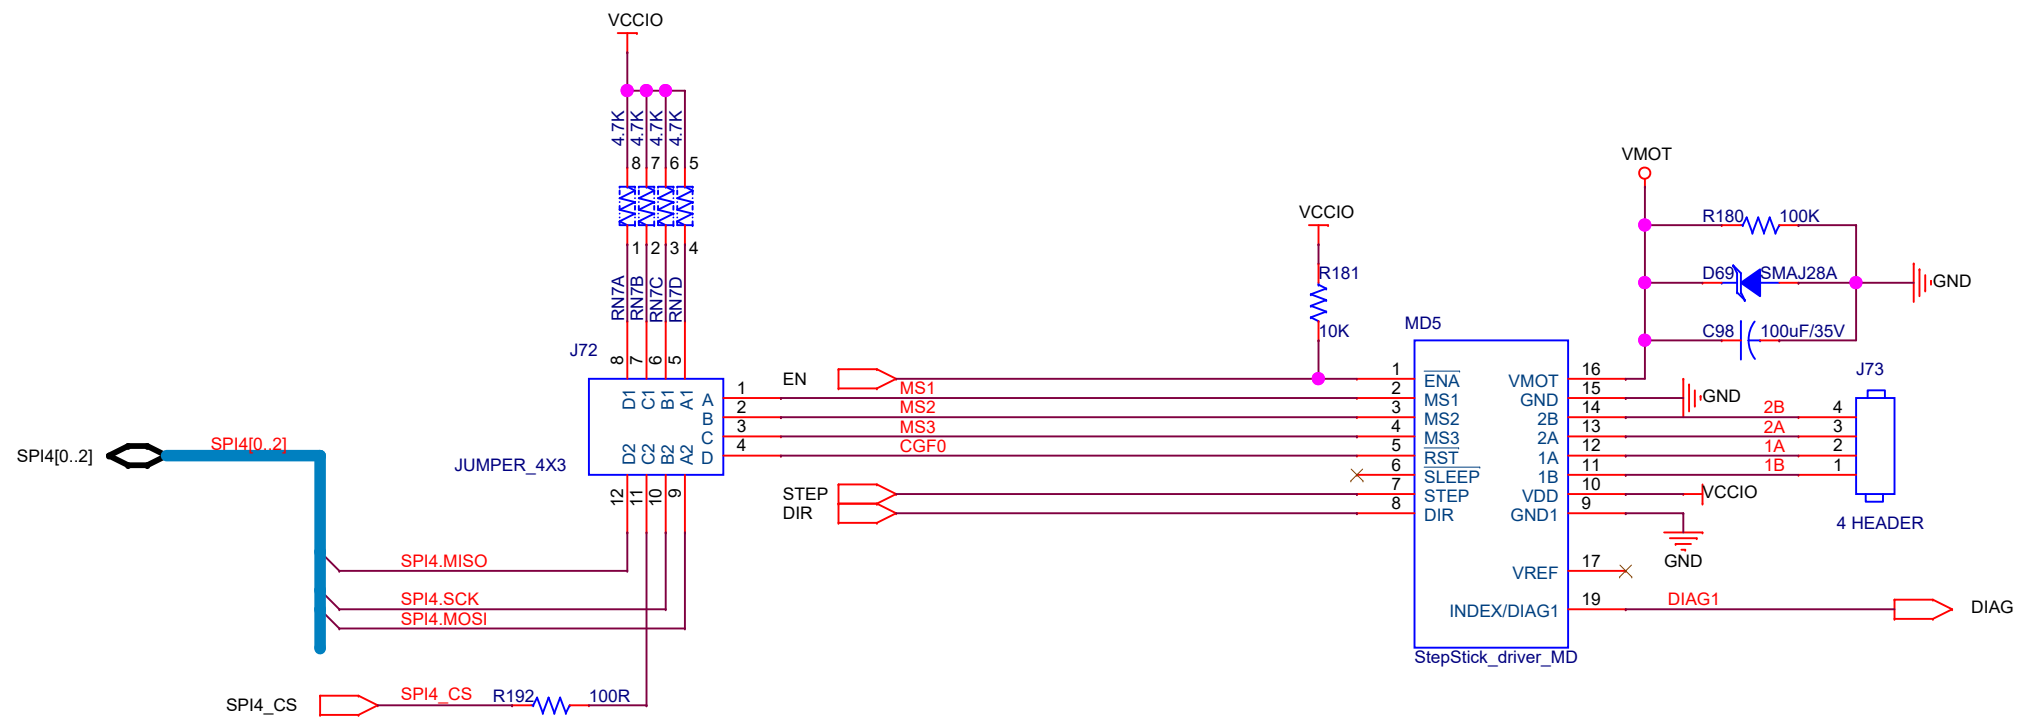 VCCIO
4.7K
4.7K
4.7K
4.7K
8 7 6 5
1 2 3 4
RN7A
RN7B
RN7C
RN7D
J72
8
7
6
5
D1
C1
B1
A1
A
B
C
D
1
2
3
4
D2
C2
B2
A2
12
11
10
9
JUMPER_4X3
SPI4[0..2]
SPI4[0..2]
SPI4.MISO
SPI4.SCK
SPI4.MOSI
SPI4_CS
SPI4_CS
R192
100R
EN
MS1
MS2
MS3
CGF0
STEP
DIR
VCCIO
R181
10K
MD5
1
2
3
4
5
6
7
8
ENA
MS1
MS2
MS3
RST
SLEEP
STEP
DIR
VMOT
GND
2B
2A
1A
1B
VDD
GND1
VREF
INDEX/DIAG1
16
15
14
13
12
11
10
9
17
19
StepStick_driver_MD
VMOT
R180
100K
D69
SMAJ28A
GND
C98
100uF/35V
J73
GND
2B
2A
1A
1B
4
3
2
1
VCCIO
4 HEADER
GND
DIAG1
DIAG